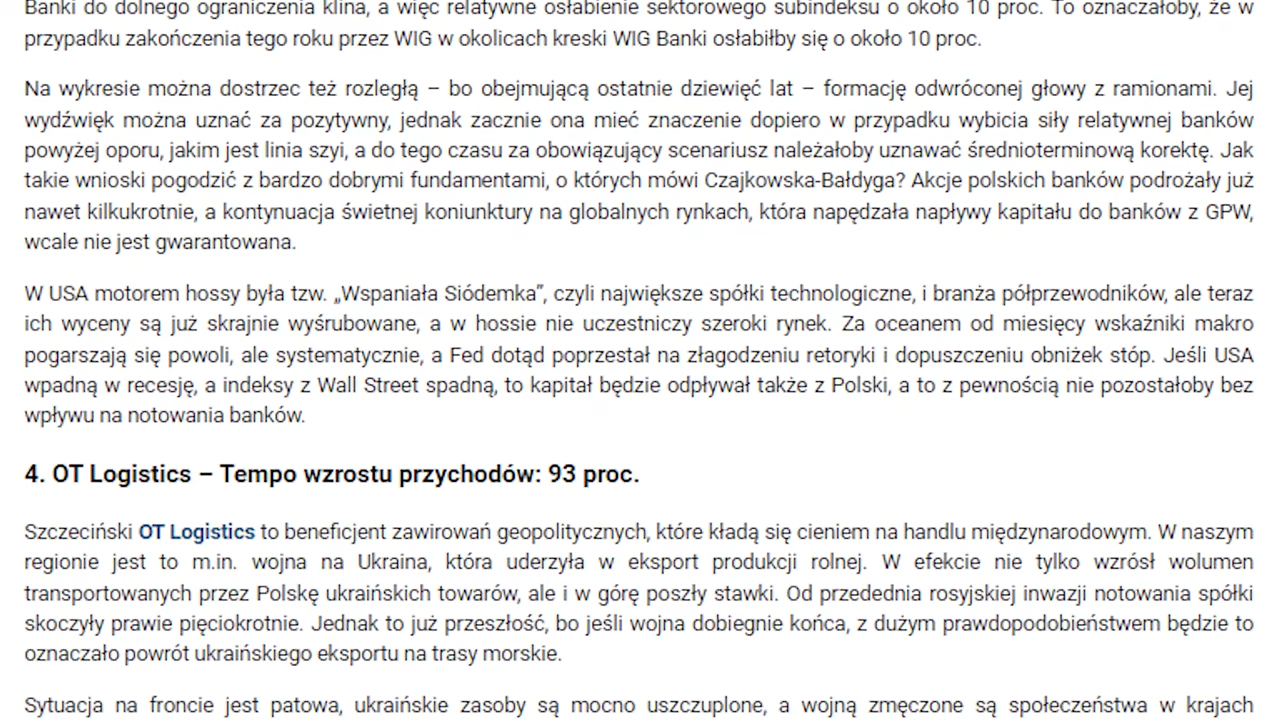 Banki do dolnego ograniczenia klina, a więc relatywne osłabienie sektorowego subindeksu o około 10 proc. To oznaczałoby, że w
przypadku zakończenia tego roku przez WIG w okolicach kreski WIG Banki osłabiłby się o około 10 proc.
Na wykresie można dostrzec też rozległą – bo obejmującą ostatnie dziewięć lat – formację odwróconej głowy z ramionami. Jej
wydźwięk można uznać za pozytywny, jednak zacznie ona mieć znaczenie dopiero w przypadku wybicia siły relatywnej banków
powyżej oporu, jakim jest linia szyi, a do tego czasu za obowiązujący scenariusz należałoby uznawać średnioterminową korektę. Jak
takie wnioski pogodzić z bardzo dobrymi fundamentami, o których mówi Czajkowska-Bałdyga? Akcje polskich banków podrożały już
nawet kilkukrotnie, a kontynuacja świetnej koniunktury na globalnych rynkach, która napędzała napływy kapitału do banków z GPW,
wcale nie jest gwarantowana.
W USA motorem hossy była tzw. „Wspaniała Siódemka”, czyli największe spółki technologiczne, i branża półprzewodników, ale teraz
ich wyceny są już skrajnie wyśrubowane, a w hossie nie uczestniczy szeroki rynek. Za oceanem od miesięcy wskaźniki makro
pogarszają się powoli, ale systematycznie, a Fed dotąd poprzestał na złagodzeniu retoryki i dopuszczeniu obniżek stóp. Jeśli USA
wpadną w recesję, a indeksy z Wall Street spadną, to kapitał będzie odpływał także z Polski, a to z pewnością nie pozostałoby bez
wpływu na notowania banków.
4. OT Logistics – Tempo wzrostu przychodów: 93 proc.
Szczeciński OT Logistics to beneficjent zawirowań geopolitycznych, które kładą się cieniem na handlu międzynarodowym. W naszym
regionie jest to m.in. wojna na Ukraina, która uderzyła w eksport produkcji rolnej. W efekcie nie tylko wzrósł wolumen
transportowanych przez Polskę ukraińskich towarów, ale i w górę poszły stawki. Od przedednia rosyjskiej inwazji notowania spółki
skoczyły prawie pięciokrotnie. Jednak to już przeszłość, bo jeśli wojna dobiegnie końca, z dużym prawdopodobieństwem będzie to
oznaczało powrót ukraińskiego eksportu na trasy morskie.
Sytuacja na froncie jest patowa, ukraińskie zasoby są mocno uszczuplone, a wojną zmęczone są społeczeństwa w krajach